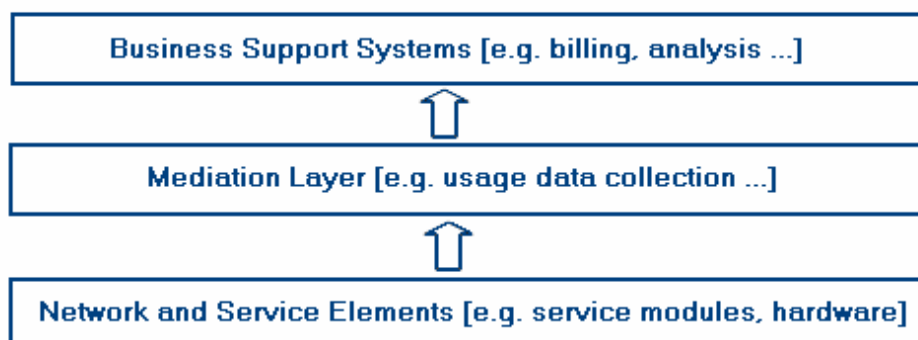 Business Support Systems [e.g. billing, analysis ...]
Mediation Layer [e.g. usage data collection ...]
Network and Service Elements [e.g. service modules, hardware]